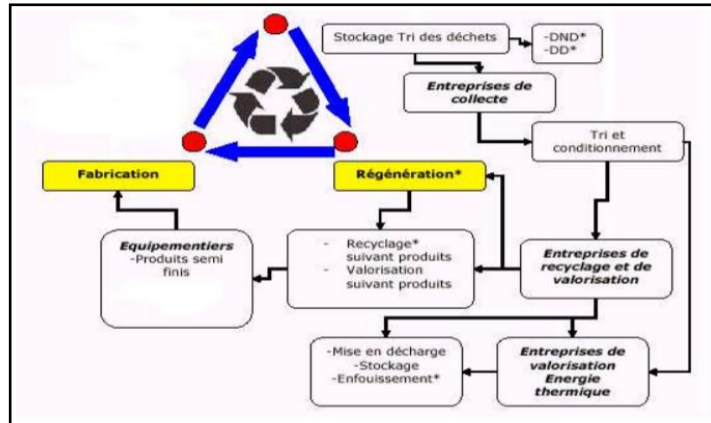 Stockage Tri des déchets
-DND*
-DD*
Entreprises de
collecte
Tri et
conditionnement
Fabrication
Régénération*
Equipementiers
-Produits semi
finis
- Recyclage*
suivant produits
- Valorisation
suivant produits
Entreprises de
recyclage et de
valorisation
-Mise en décharge
-Stockage
-Enfouissement*
Entreprises de
valorisation
Energie
thermique